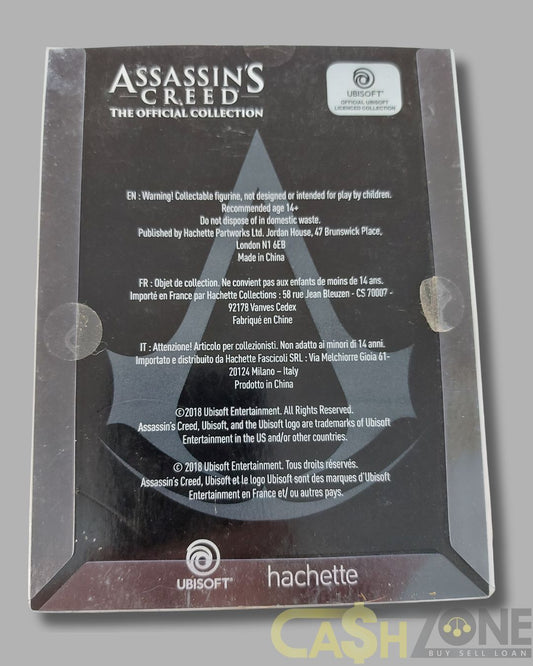 ASSASSIN'S
CREED
THE OFFICIAL COLLECTION
UBISOFT®
OFFICIAL UBISOFT
LICENCED COLLECTION
EN : Warning! Collectable figurine, not designed or intended for play by children.
Recommended age 14+
Do not dispose of in domestic waste.
Published by Hachette Partworks Ltd. Jordan House, 47 Brunswick Place,
London N1 6EB
Made in China
FR : Objet de collection. Ne convient pas aux enfants de moins de 14 ans.
Importé en France par Hachette Collections : 58 rue Jean Bleuzen - CS 70007 -
92178 Vanves Cedex
Fabriqué en Chine
IT : Attenzione! Articolo per collezionisti. Non adatto ai minori di 14 anni.
Importato e distribuito da Hachette Fascicoli SRL : Via Melchiorre Gioia 61-
20124 Milano – Italy
Prodotto in China
©2018 Ubisoft Entertainment. All Rights Reserved.
Assassin's Creed, Ubisoft, and the Ubisoft logo are trademarks of Ubisoft
Entertainment in the US and/or other countries.
© 2018 Ubisoft Entertainment. Tous droits réservés.
Assassin's Creed, Ubisoft et le logo Ubisoft sont des marques d'Ubisoft
Entertainment en France et/ ou autres pays.
UBISOFT®
hachette
CA$HZONE
BUY SELL LOAN